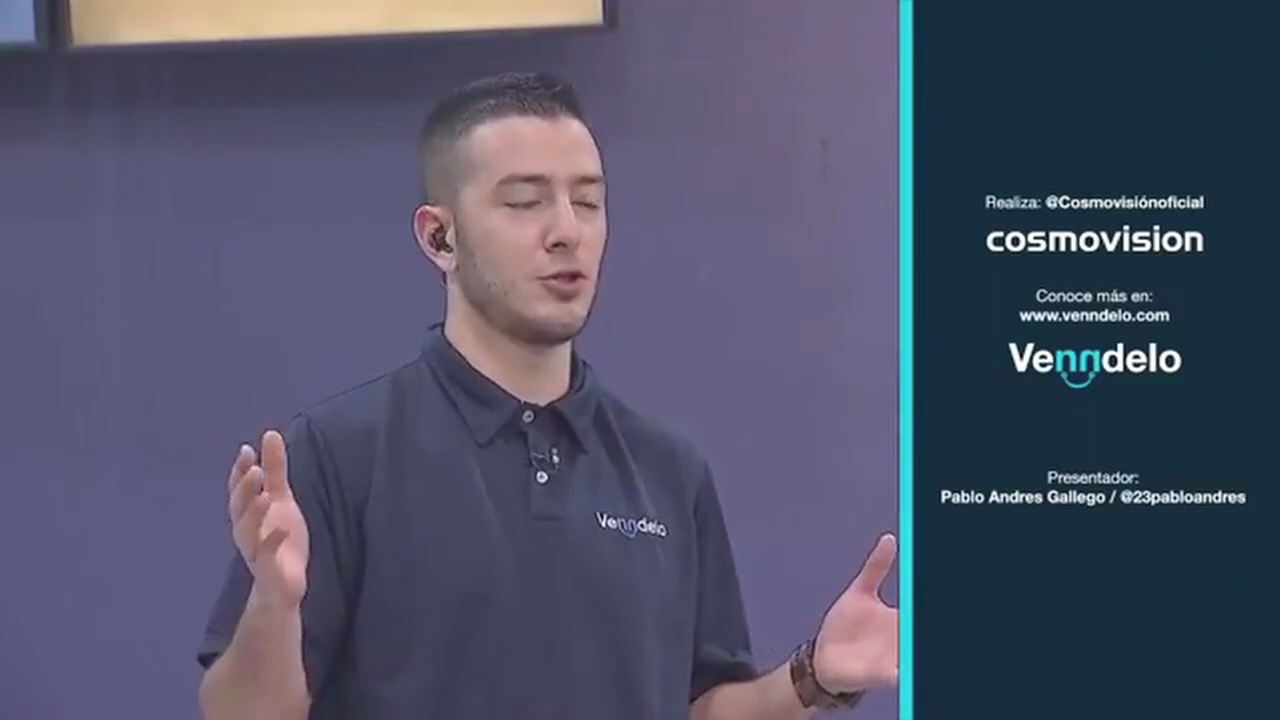 Venndelo
Realiza: @Cosmovisiónoficial
cosmovision
Conoce más en:
www.venndelo.com
Venndelo
Presentador:
Pablo Andres Gallego / @23pabloandres